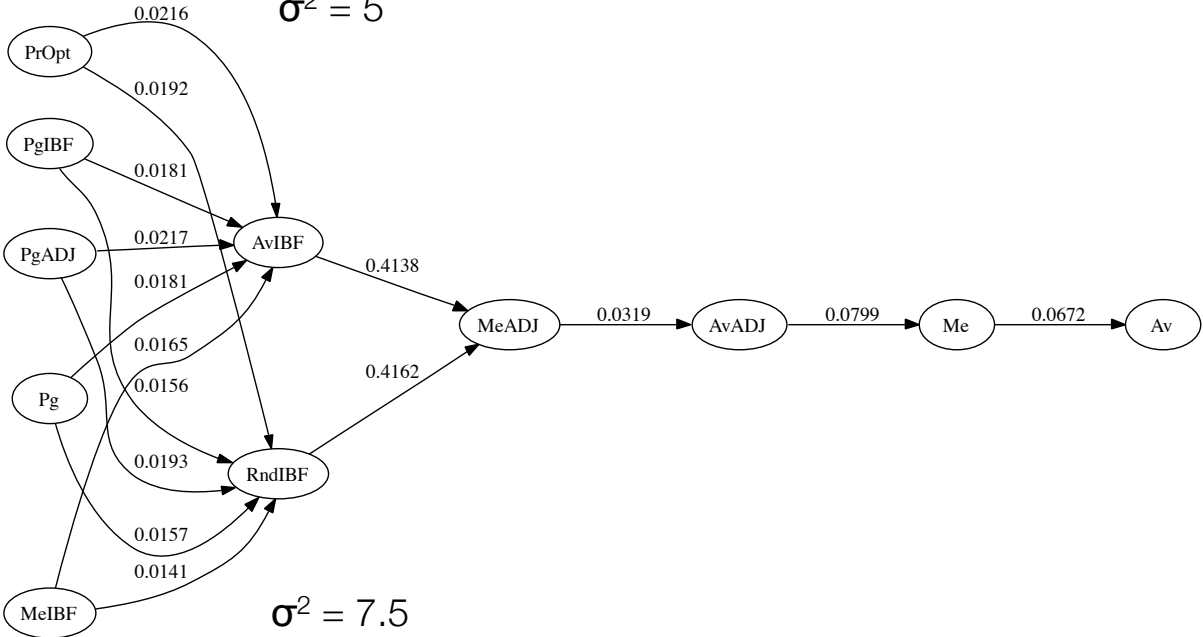 σ² = 5
0.0216
PrOpt
0.0192
PgIBF
0.0181
PgADJ
0.0217
AvIBF
0.0181
0.4138
MeADJ
0.0319
AvADJ
0.0799
Me
0.0672
Av
0.0165
0.0156
0.4162
Pg
0.0193
RndIBF
0.0157
0.0141
MeIBF
σ² = 7.5